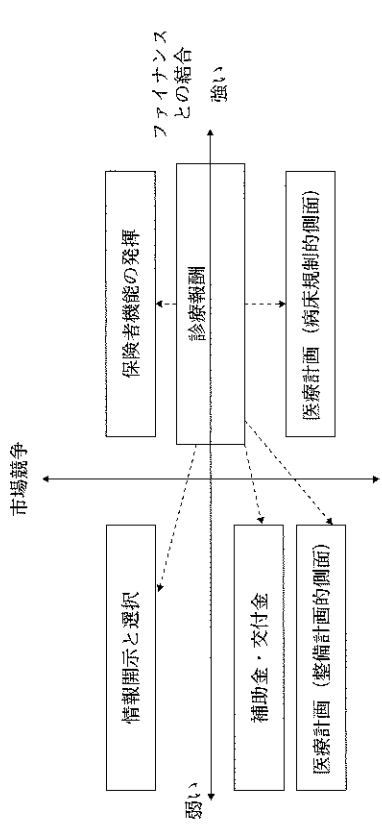 市場競争
ファイナンス
との結合
強い
弱い
情報開示と選択
保険者機能の発揮
診療報酬
補助金・交付金
医療計画（整備計画的側面）
医療計画（病床規制的側面）